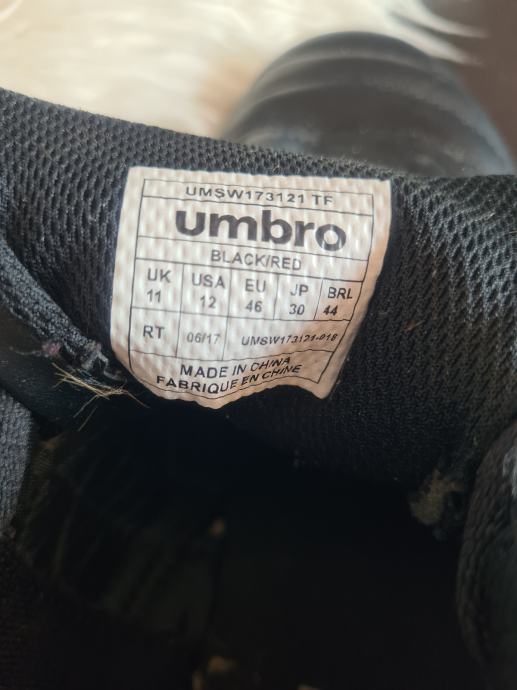 UMSW173121 TF
umbro
BLACK/RED
UK USA EU JP BRL
11 12 46 30 44
RT 06/17 UMSW173121-018
MADE IN CHINA
FABRIQUE EN CHINE